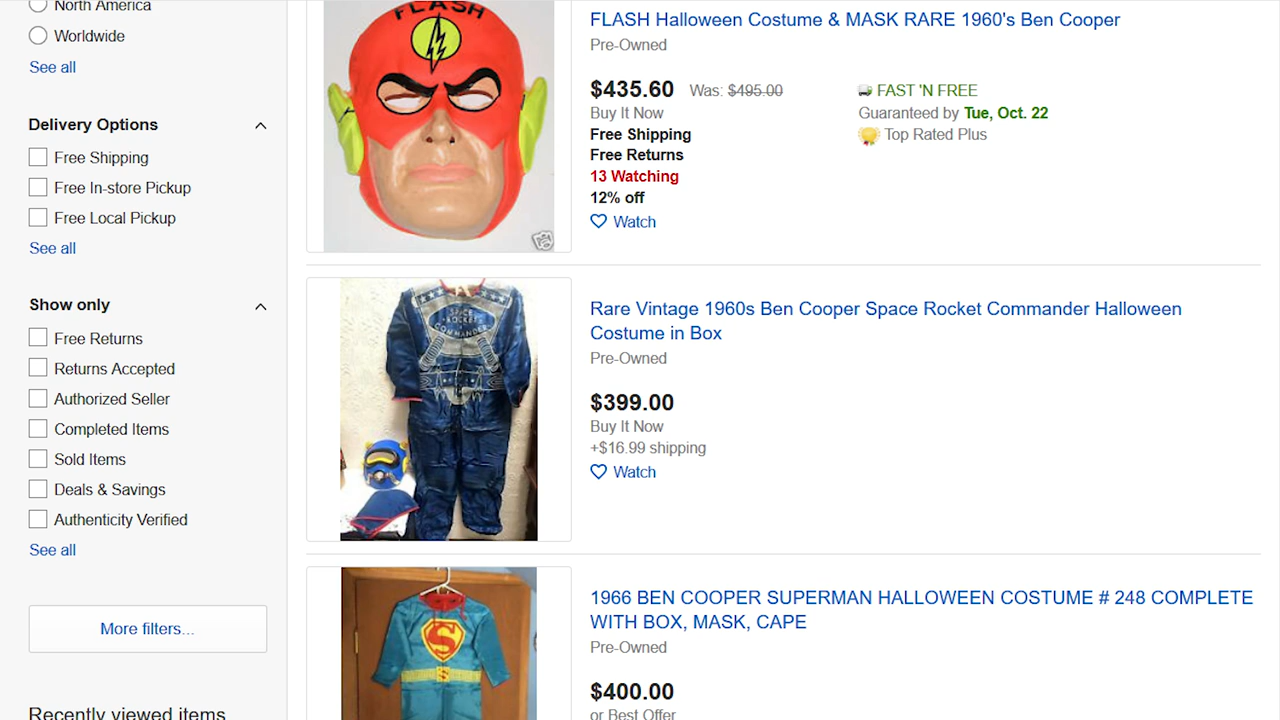 North America
Worldwide
See all
Delivery Options
Free Shipping
Free In-store Pickup
Free Local Pickup
See all
Show only
Free Returns
Returns Accepted
Authorized Seller
Completed Items
Sold Items
Deals & Savings
Authenticity Verified
See all
More filters...
Recently viewed items
FLASH
FLASH Halloween Costume & MASK RARE 1960's Ben Cooper
Pre-Owned
$435.60 Was: $495.00
Buy It Now
Free Shipping
Free Returns
13 Watching
12% off
Watch
FAST 'N FREE
Guaranteed by Tue, Oct. 22
Top Rated Plus
SPACE
ROCKET
COMMANDER
Rare Vintage 1960s Ben Cooper Space Rocket Commander Halloween
Costume in Box
Pre-Owned
$399.00
Buy It Now
+$16.99 shipping
Watch
S
S
1966 BEN COOPER SUPERMAN HALLOWEEN COSTUME # 248 COMPLETE
WITH BOX, MASK, CAPE
Pre-Owned
$400.00
or Best Offer